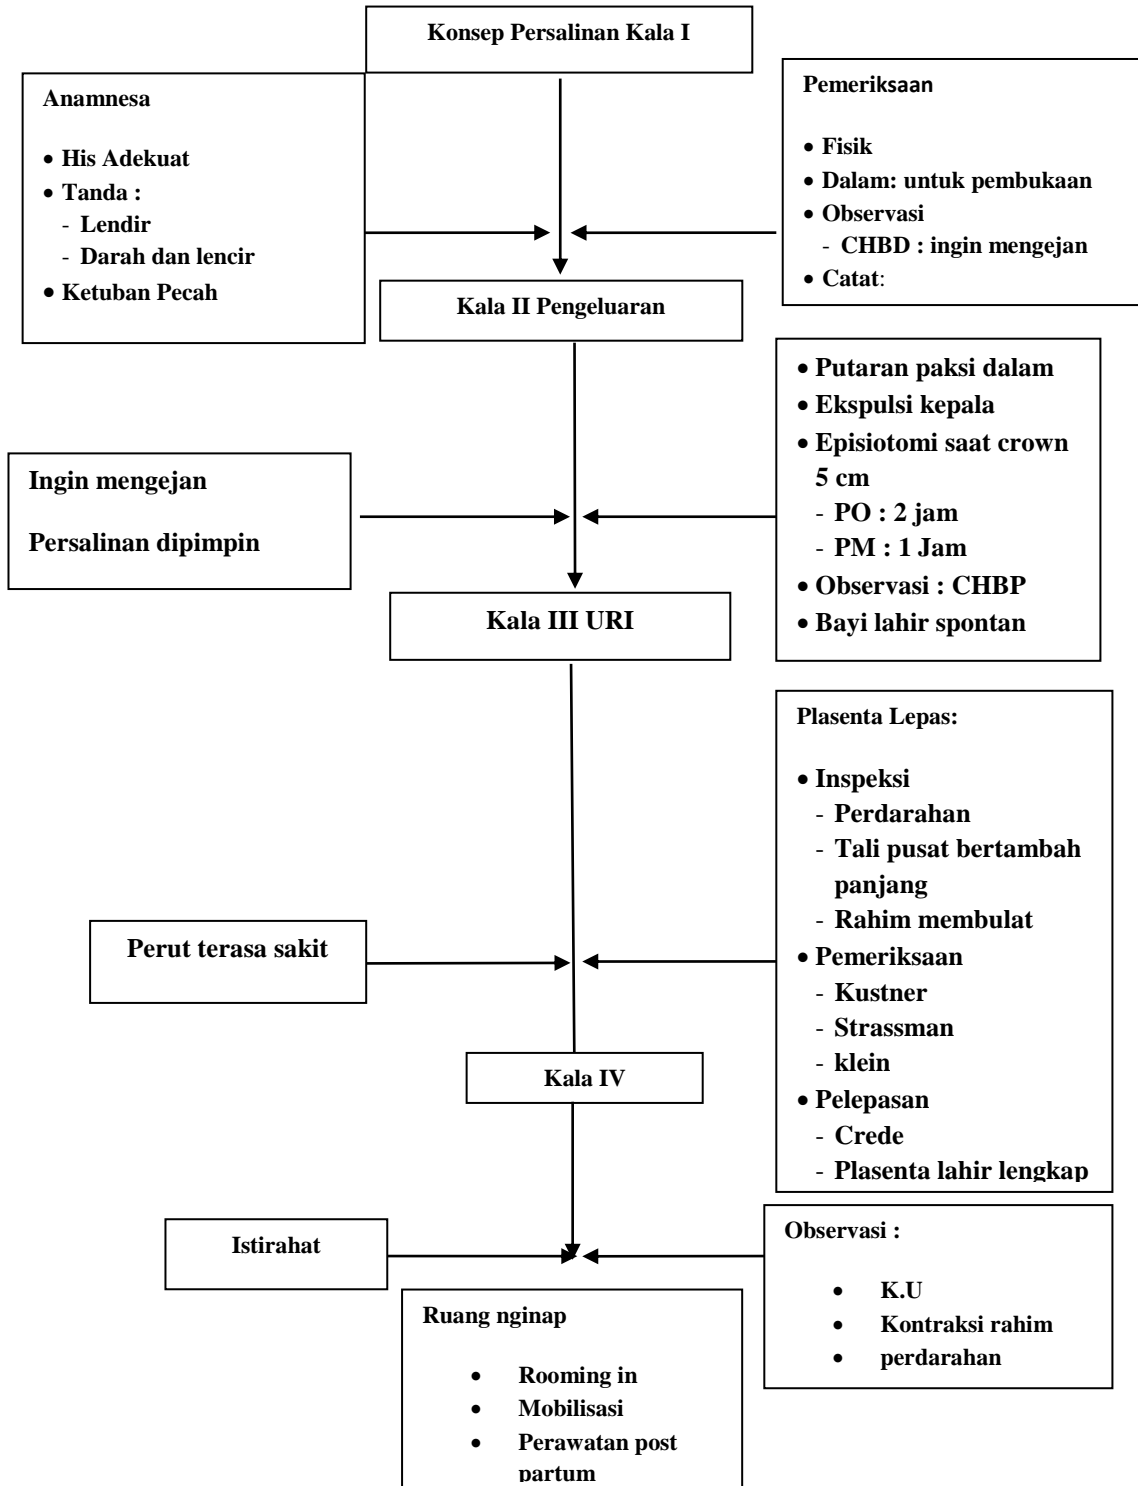 Konsep Persalinan Kala I
Anamnesa
• His Adekuat
• Tanda :
- Lendir
- Darah dan lencir
• Ketuban Pecah
Pemeriksaan
• Fisik
• Dalam: untuk pembukaan
• Observasi
- CHBD : ingin mengejan
• Catat:
Kala II Pengeluaran
Ingin mengejan
Persalinan dipimpin
• Putaran paksi dalam
• Ekspulsi kepala
• Episiotomi saat crown
5 cm
- PO : 2 jam
- PM : 1 Jam
• Observasi : CHBP
• Bayi lahir spontan
Kala III URI
Perut terasa sakit
Plasenta Lepas:
• Inspeksi
- Perdarahan
- Tali pusat bertambah
panjang
- Rahim membulat
• Pemeriksaan
- Kustner
- Strassman
- klein
• Pelepasan
- Crede
- Plasenta lahir lengkap
Kala IV
Istirahat
Observasi :
• K.U
• Kontraksi rahim
• perdarahan
Ruang nginap
• Rooming in
• Mobilisasi
• Perawatan post
partum